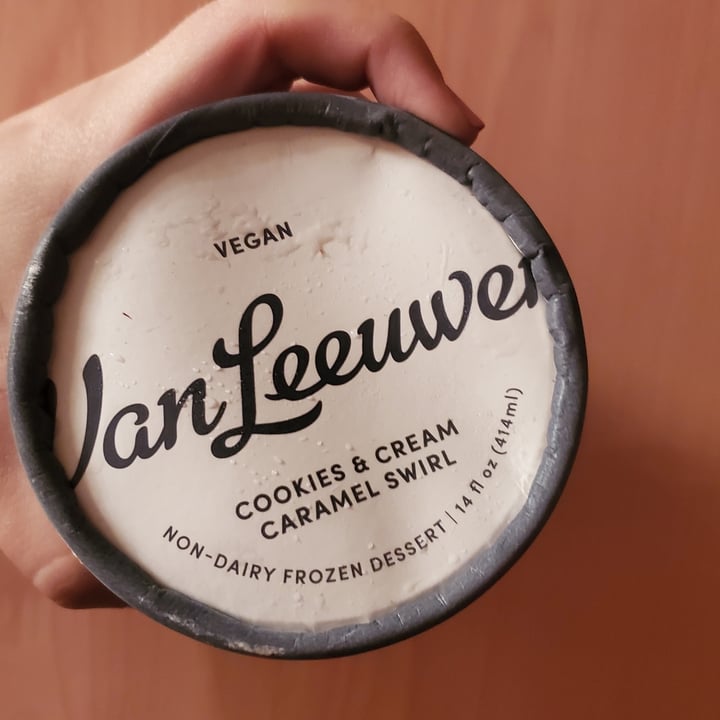 VEGAN
Van Leeuwen
COOKIES & CREAM
CARAMEL SWIRL
NON-DAIRY FROZEN DESSERT | 14 fl oz (414ml)